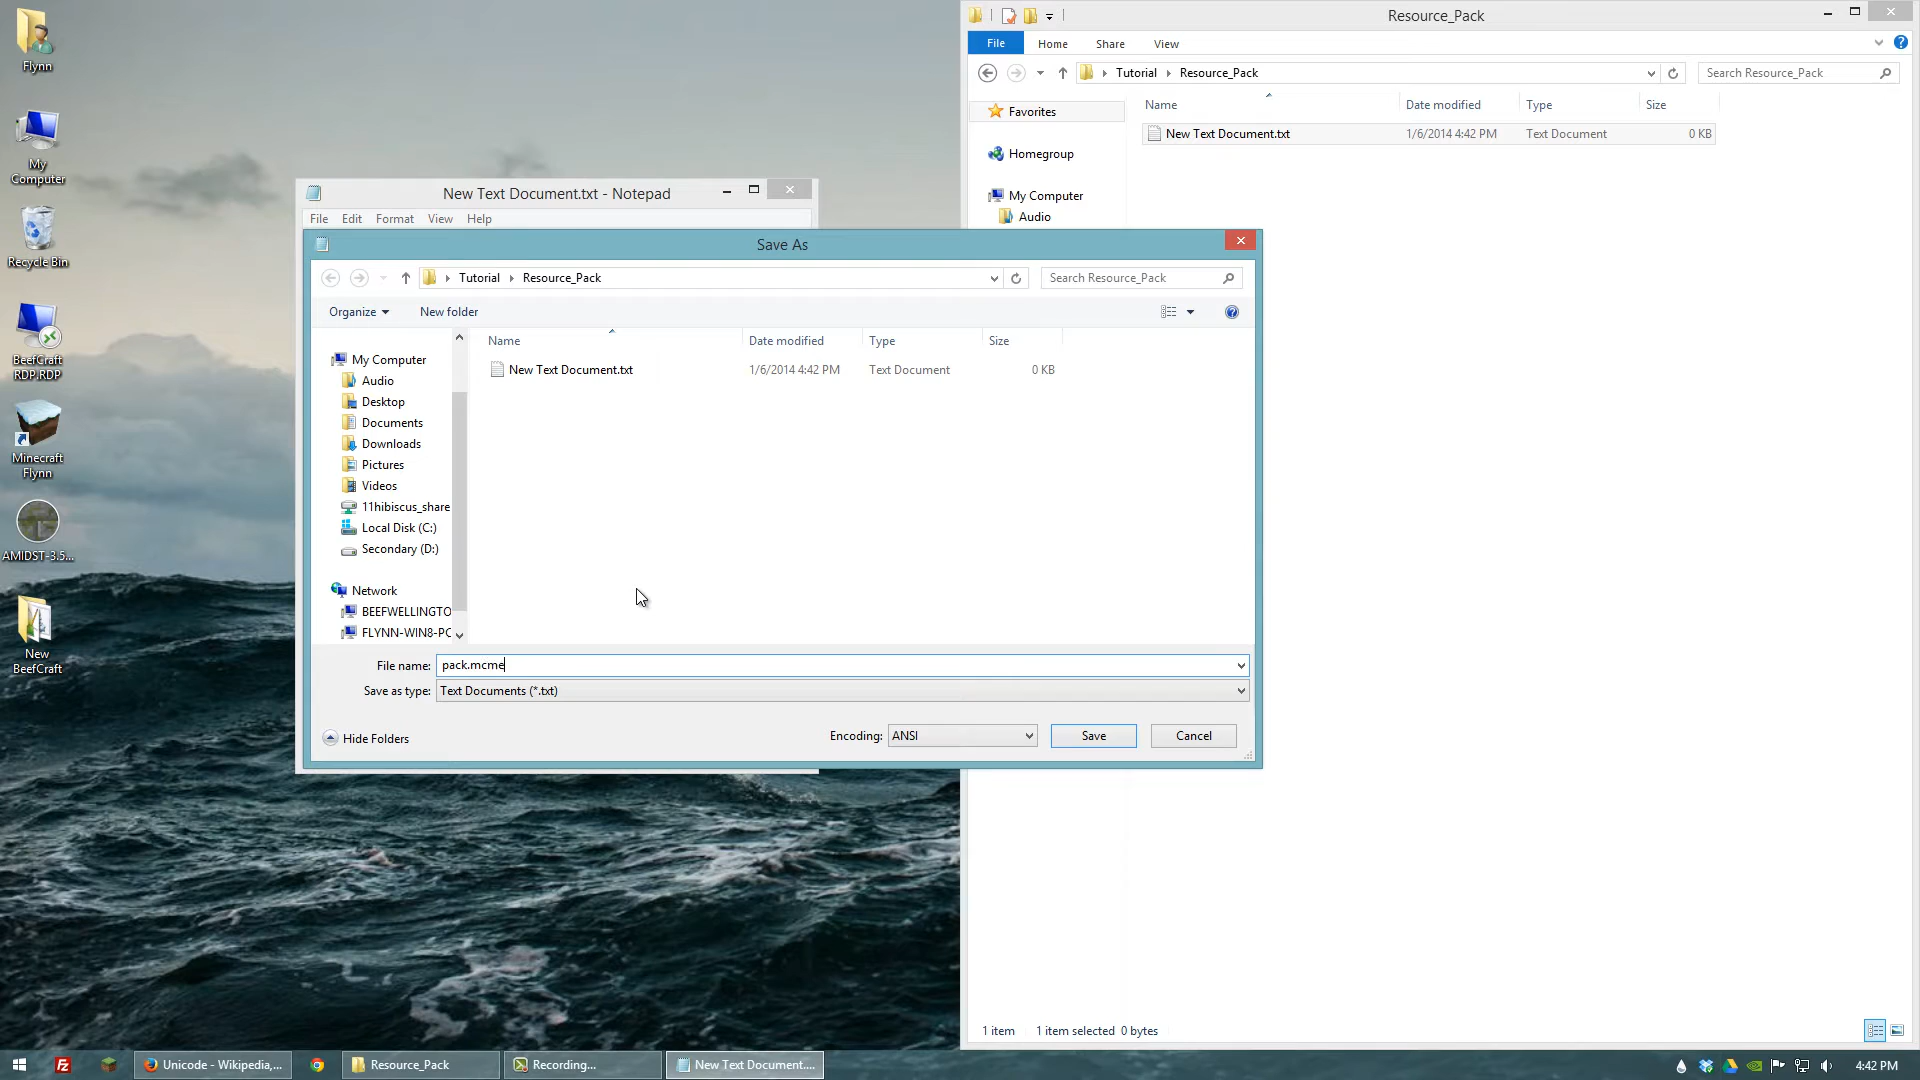 Flynn
My
Computer
Recycle Bin
BeefCraft
RDP.RDP
Minecraft
Flynn
AMIDST-3.5...
New
BeefCraft
Resource_Pack
File Home Share View
Tutorial Resource_Pack
Search Resource_Pack
Favorites
Homegroup
My Computer
Audio
Name Date modified Type Size
New Text Document.txt 1/6/2014 4:42 PM Text Document 0 KB
1 item 1 item selected 0 bytes
New Text Document.txt - Notepad
File Edit Format View Help
Save As
Tutorial Resource_Pack
Search Resource_Pack
Organize New folder
My Computer
Audio
Desktop
Documents
Downloads
Pictures
Videos
11hibiscus_share
Local Disk (C:)
Secondary (D:)
Network
BEEFWELLINGTO
FLYNN-WIN8-PC
Name Date modified Type Size
New Text Document.txt 1/6/2014 4:42 PM Text Document 0 KB
File name: pack.mcme
Save as type: Text Documents (*.txt)
Hide Folders
Encoding: ANSI
Save Cancel
Unicode - Wikipedia,...
Resource_Pack
Recording...
New Text Document....
4:42 PM